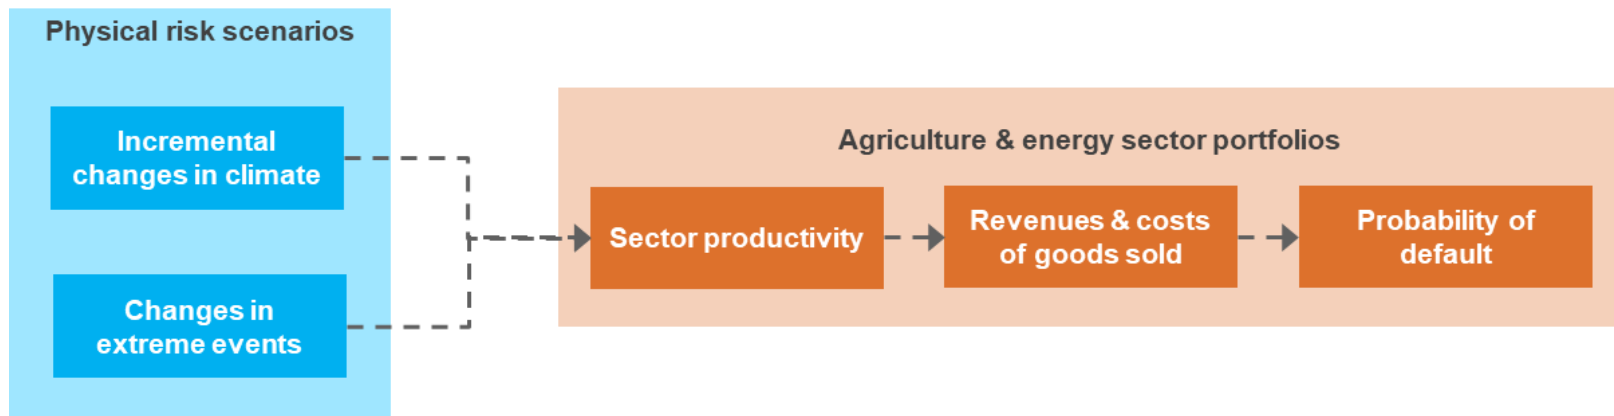 Physical risk scenarios
Incremental
changes in climate
Changes in
extreme events
Agriculture & energy sector portfolios
Sector productivity
Revenues & costs
of goods sold
Probability of
default